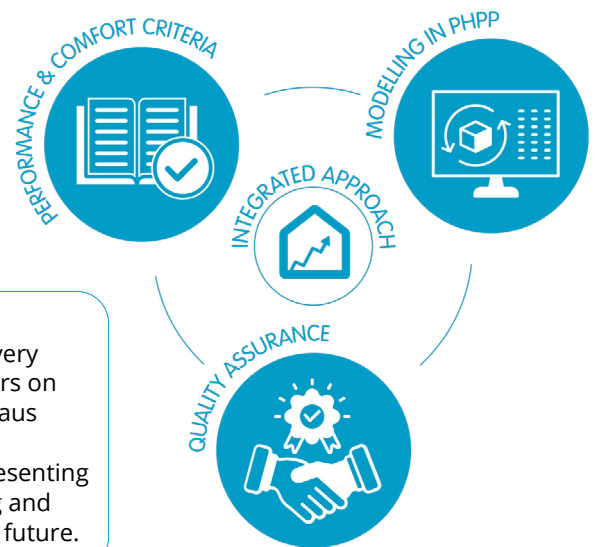 PERFORMANCE & COMFORT CRITERIA
MODELLING IN PHPP
INTEGRATED APPROACH
QUALITY ASSURANCE
very
rs on
aus
esenting
g and
future.